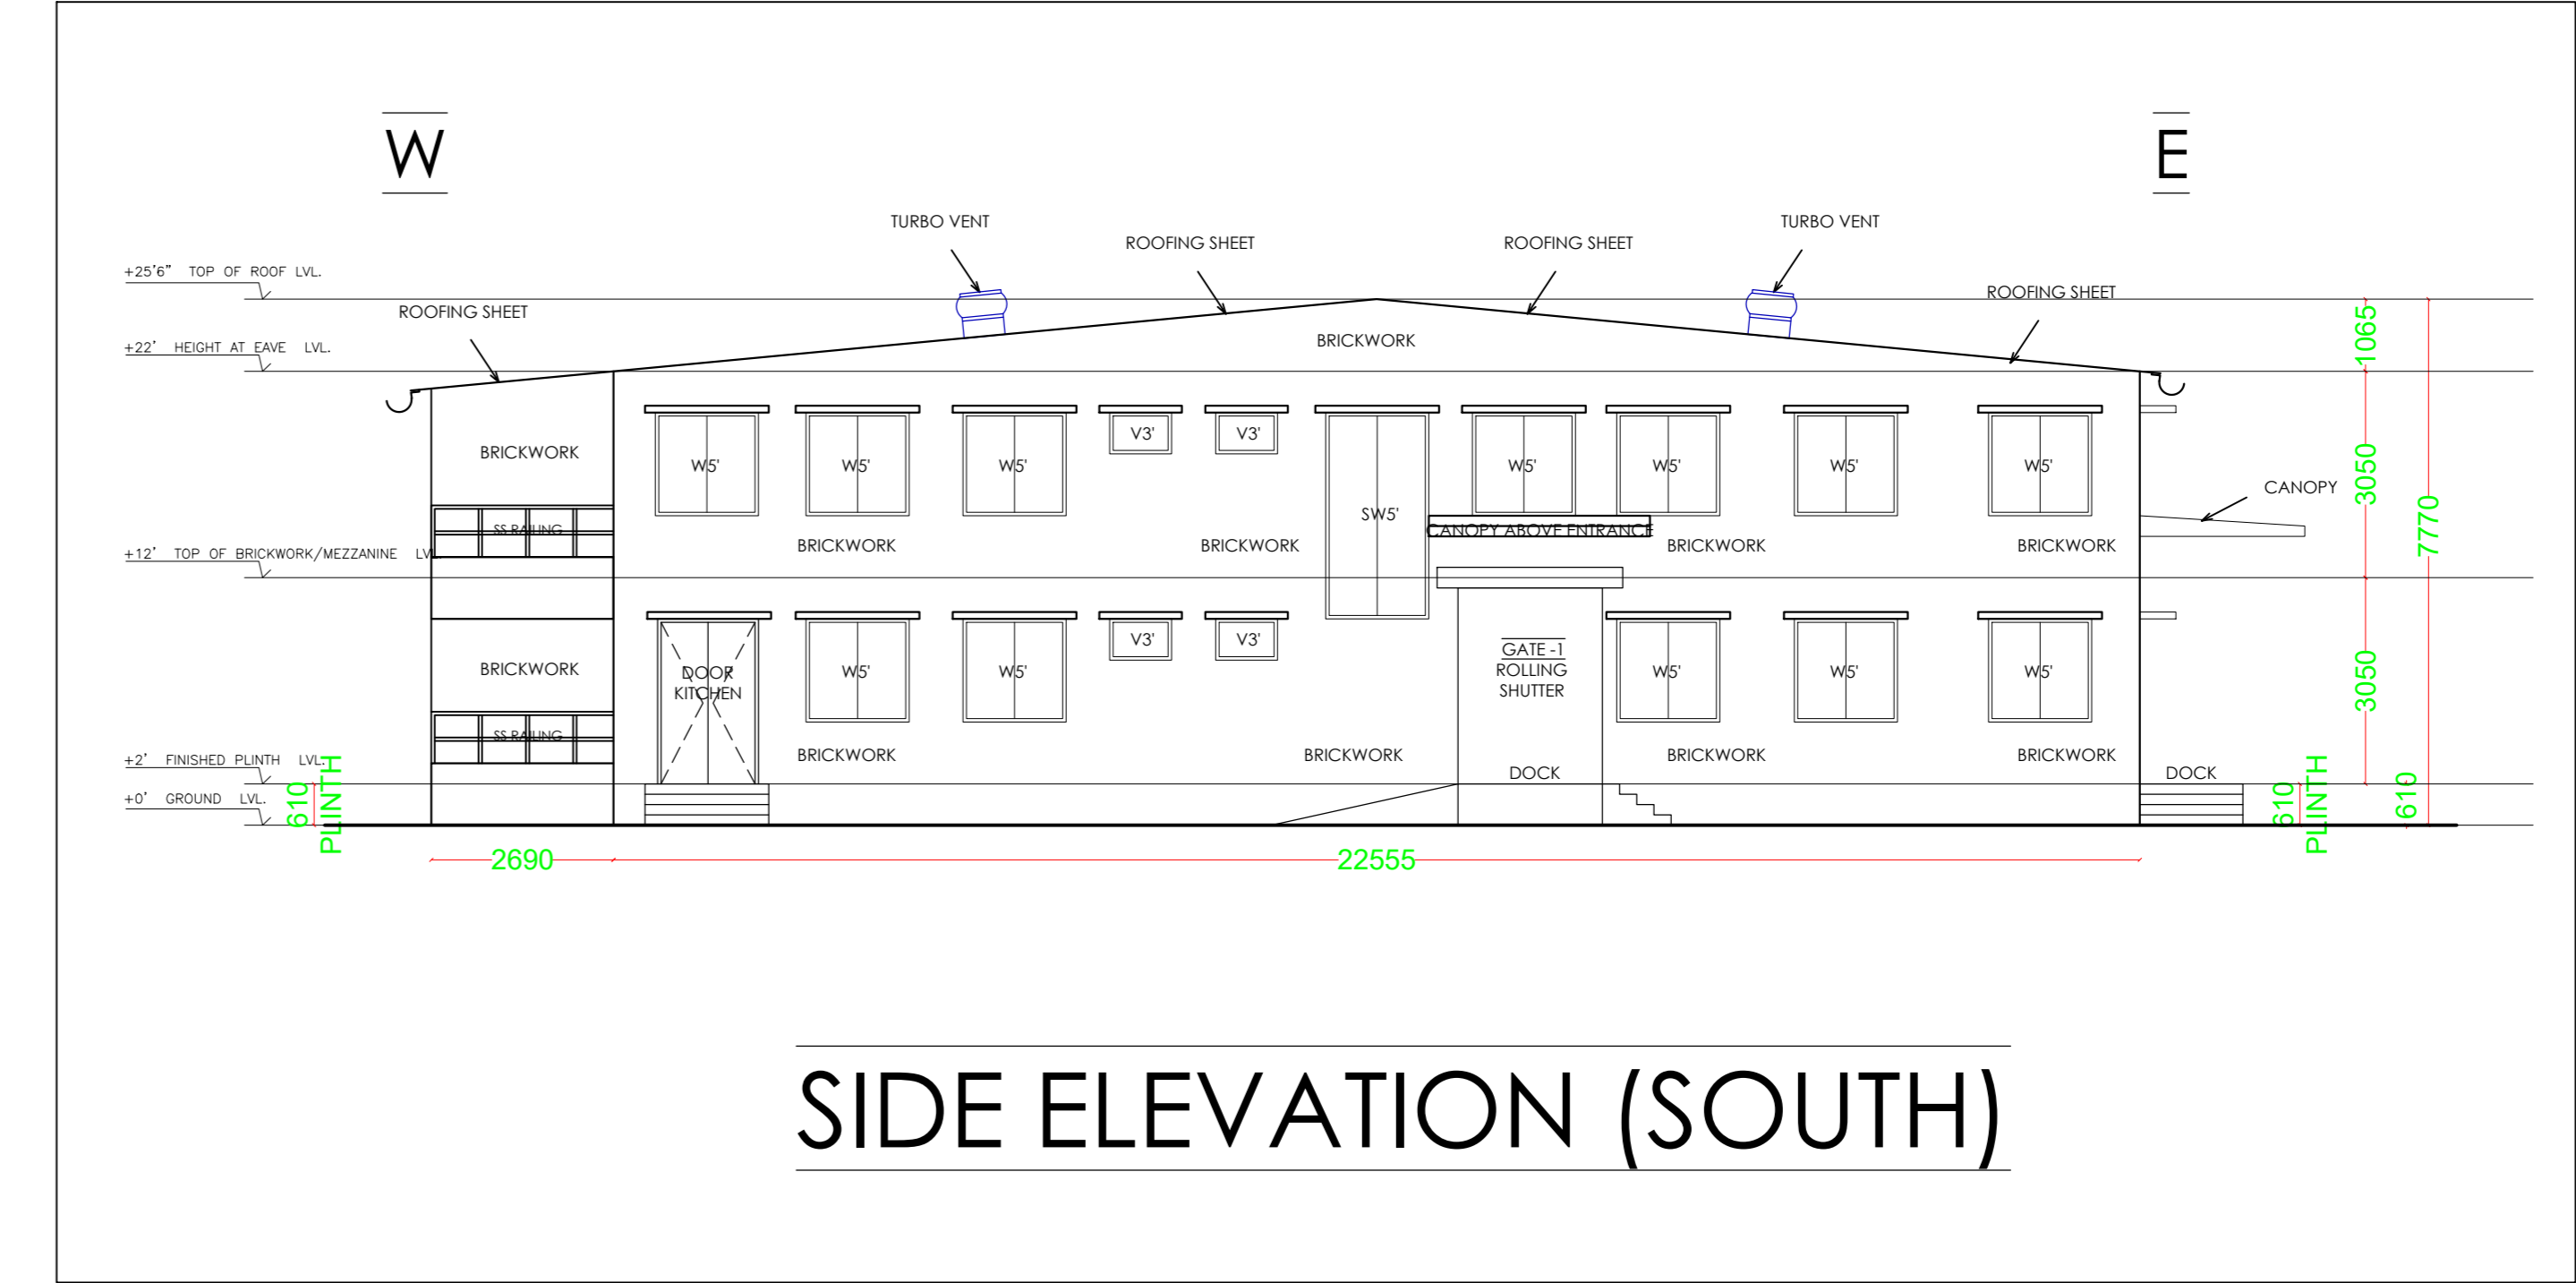 W
E
TURBO VENT
TURBO VENT
ROOFING SHEET
ROOFING SHEET
+25'6" TOP OF ROOF LVL.
ROOFING SHEET
ROOFING SHEET
1065
+22' HEIGHT AT EAVE LVL.
BRICKWORK
V3'
V3'
BRICKWORK
W5'
W5'
W5'
W5'
W5'
W5'
W5'
3050
CANOPY
SW5'
7770
SS RAILING
CANOPY ABOVE ENTRANCE
BRICKWORK
BRICKWORK
BRICKWORK
BRICKWORK
+12' TOP OF BRICKWORK/MEZZANINE LVL.
V3'
V3'
GATE -1
ROLLING
SHUTTER
BRICKWORK
DOOR
KITCHEN
W5'
W5'
W5'
W5'
W5'
3050
SS RAILING
BRICKWORK
BRICKWORK
BRICKWORK
BRICKWORK
+2' FINISHED PLINTH LVL.
DOCK
DOCK
+0' GROUND LVL.
610
PLINTH
610
PLINTH
610
2690
22555
SIDE ELEVATION (SOUTH)